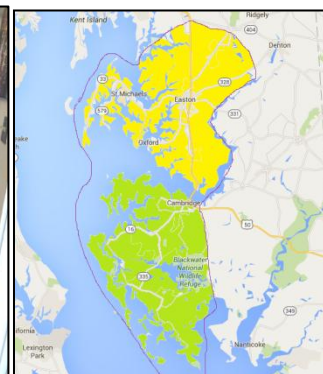 Kent Island
Ridgely
404
Denton
33
328
St Michaels
Easton
579
331
Oxford
Cambridge
16
50
Blackwater
National
Wildlife
Refuge
335
349
Lexington
Park
Nanticoke